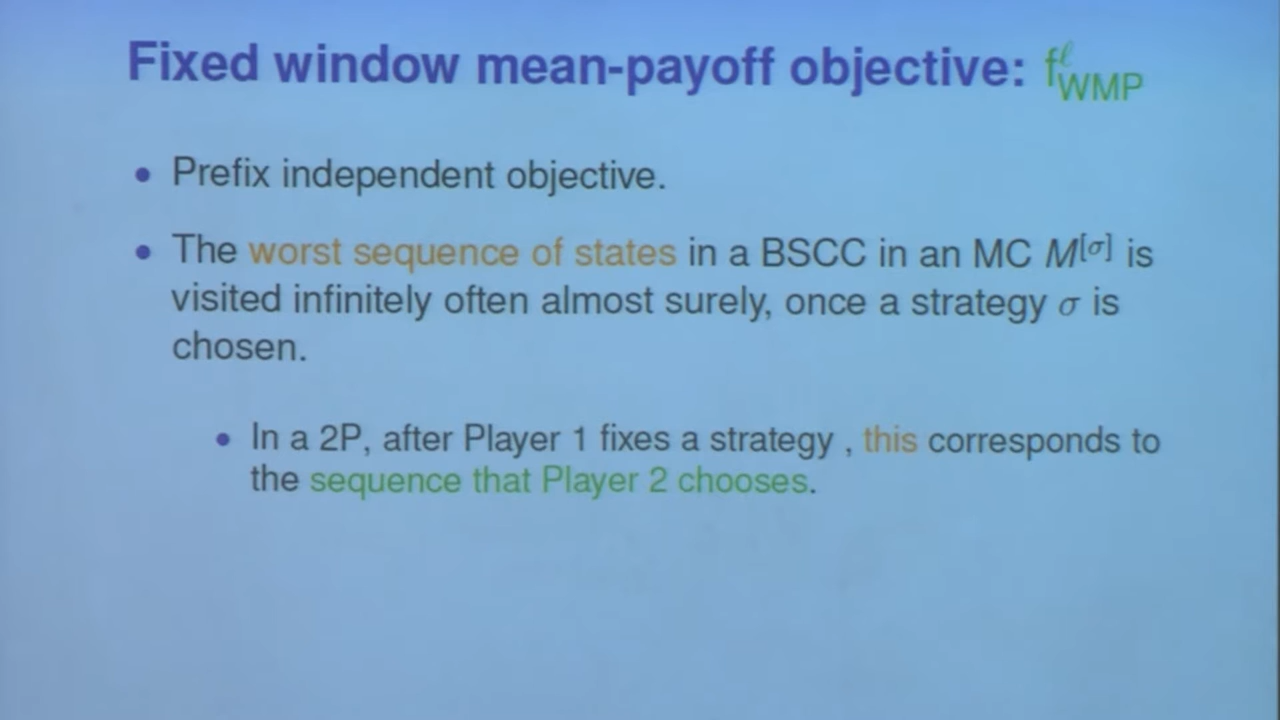 Fixed window mean-payoff objective: f^ℓ_WMP
• Prefix independent objective.
• The worst sequence of states in a BSCC in an MC M^[σ] is
visited infinitely often almost surely, once a strategy σ is
chosen.
• In a 2P, after Player 1 fixes a strategy , this corresponds to
the sequence that Player 2 chooses.